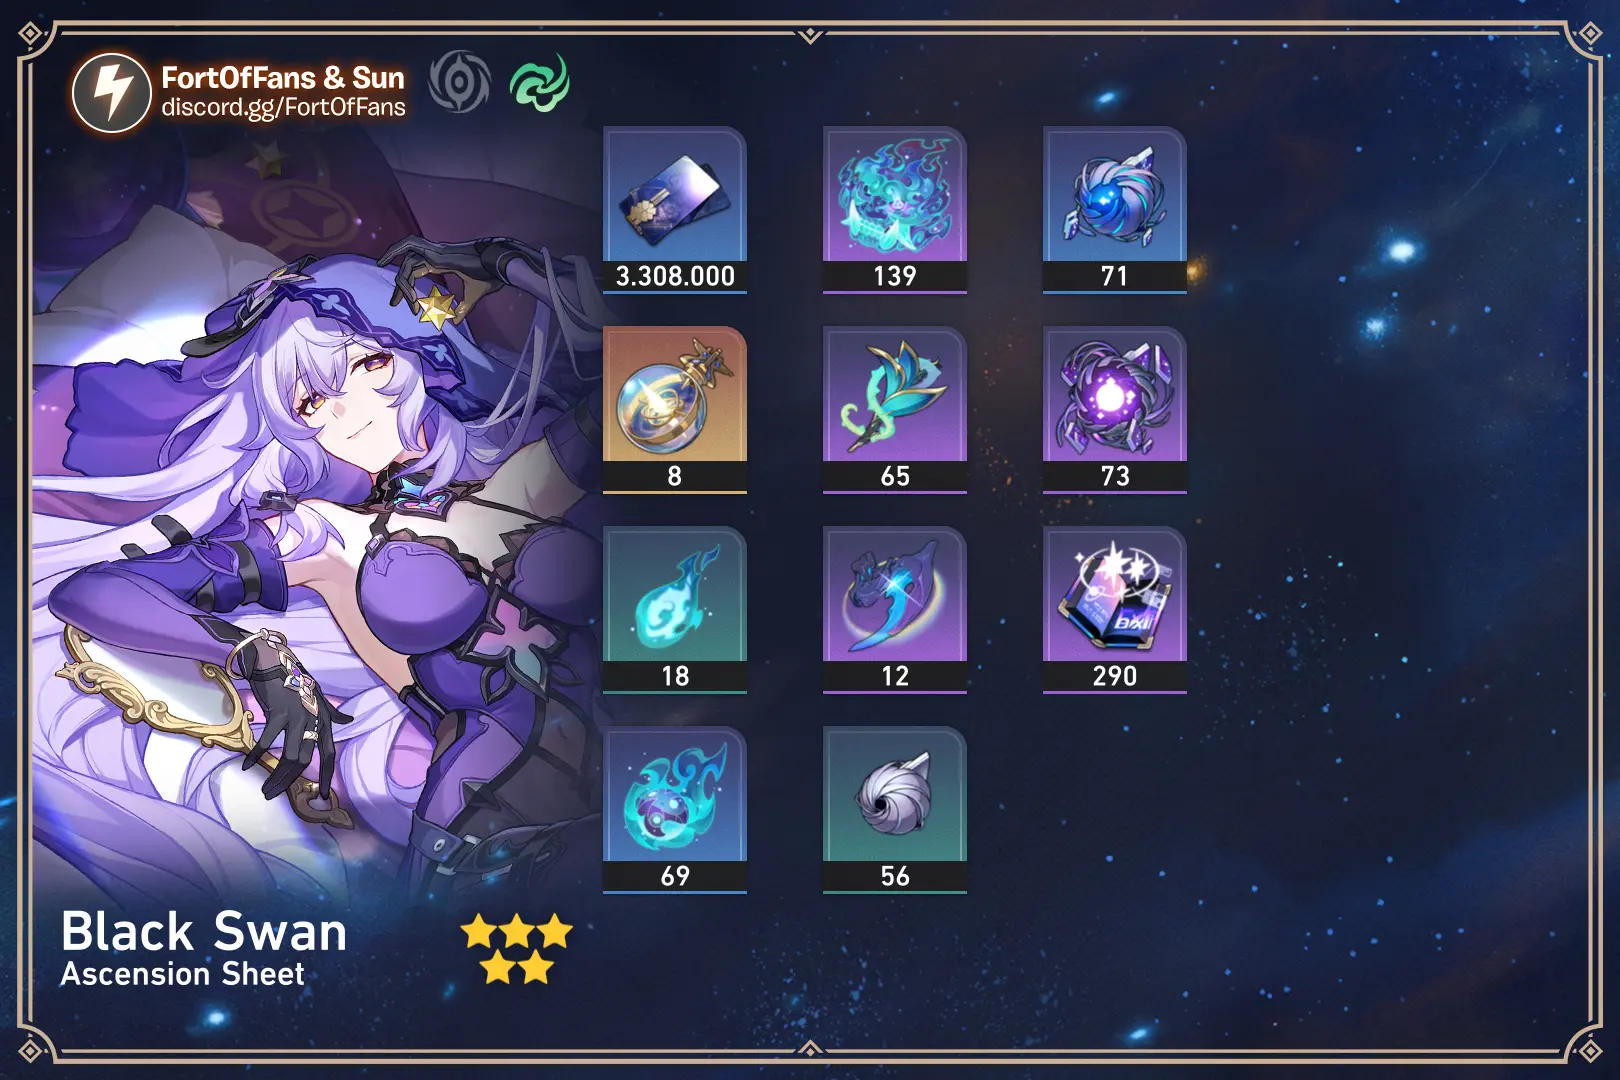 FortOfFans & Sun
discord.gg/FortOfFans
3.308.000
139
71
8
65
73
18
12
290
69
56
Black Swan
Ascension Sheet